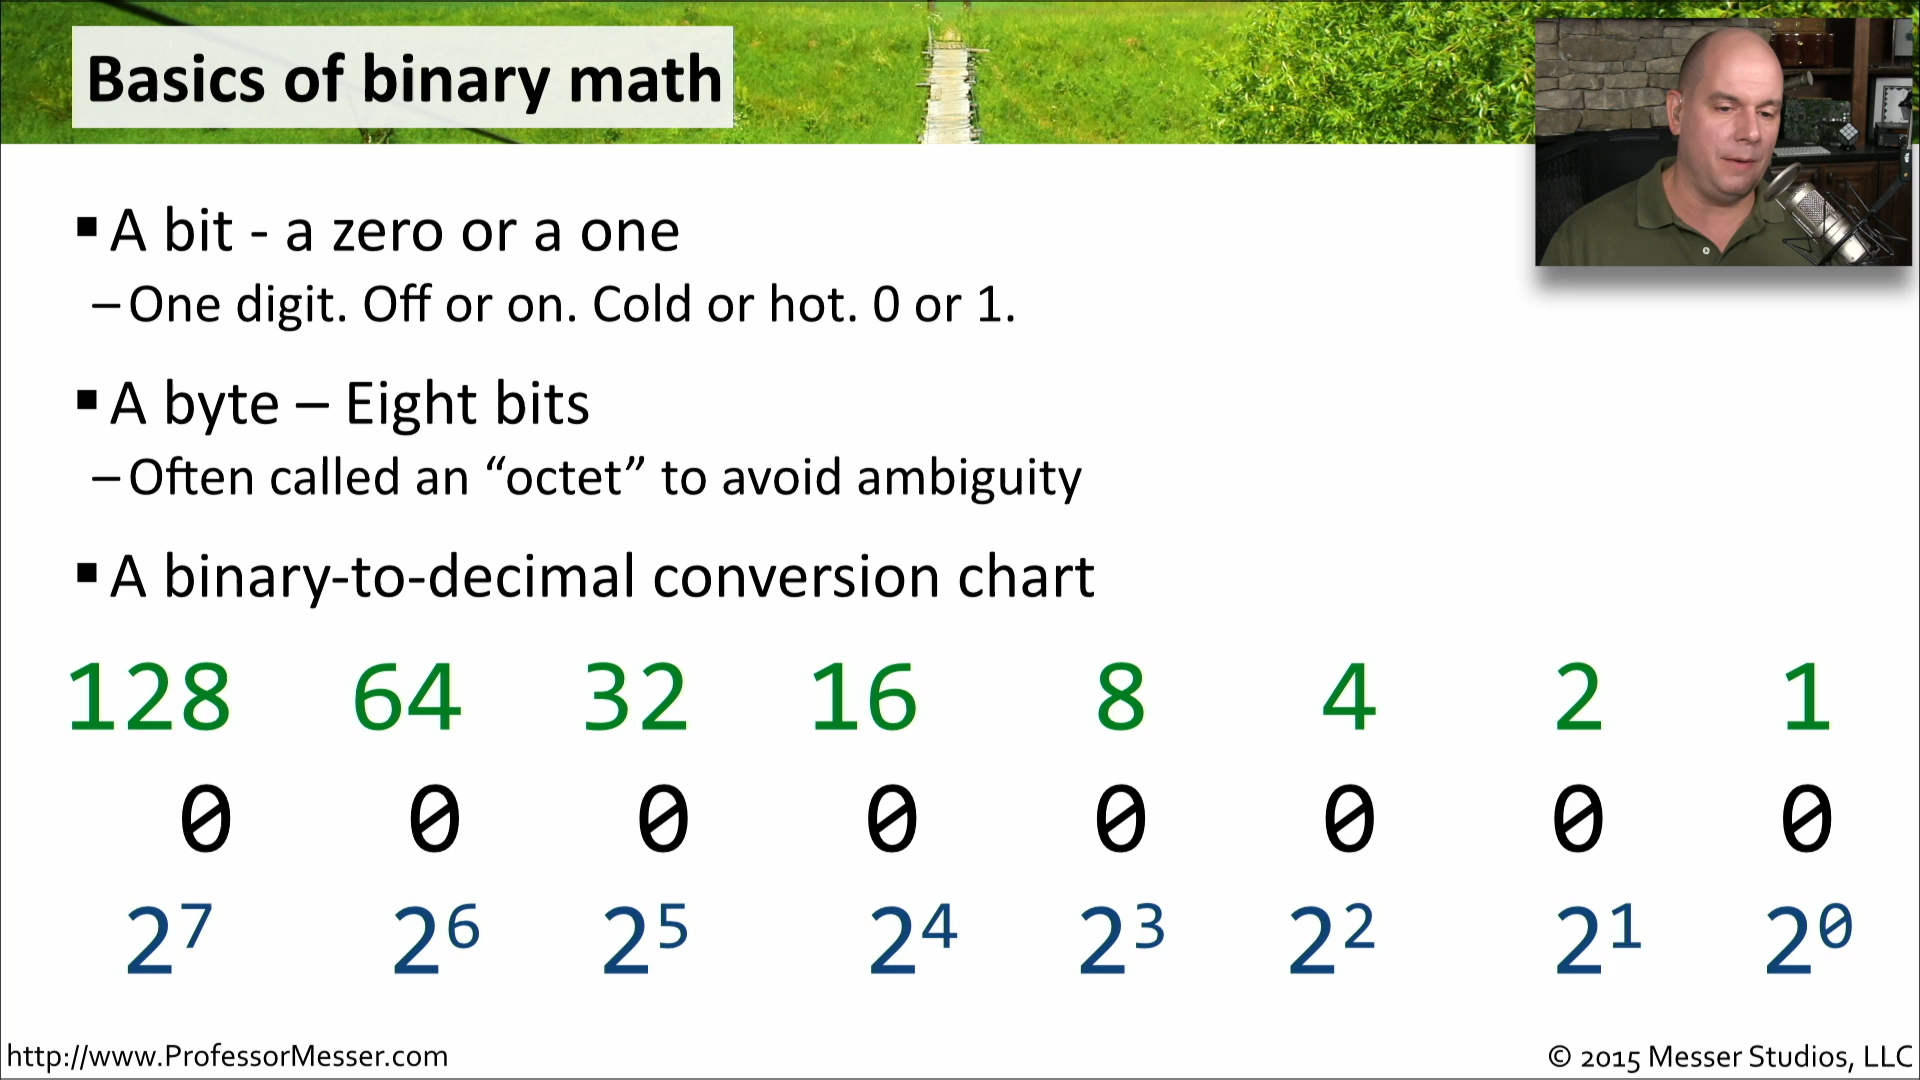 Basics of binary math
▪ A bit - a zero or a one
– One digit. Off or on. Cold or hot. 0 or 1.
▪ A byte – Eight bits
– Often called an “octet” to avoid ambiguity
▪ A binary-to-decimal conversion chart
128 64 32 16 8 4 2 1
0 0 0 0 0 0 0 0
2⁷ 2⁶ 2⁵ 2⁴ 2³ 2² 2¹ 2⁰
http://www.ProfessorMesser.com
© 2015 Messer Studios, LLC